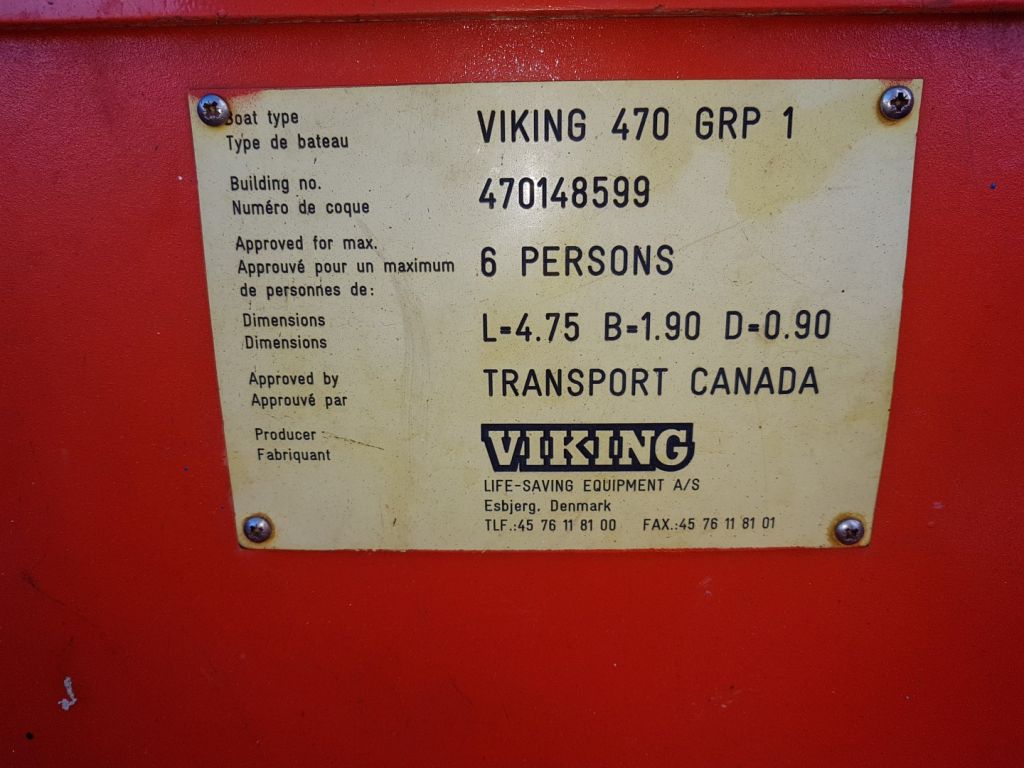 Boat type
Type de bateau
VIKING 470 GRP 1
Building no.
Numéro de coque
470148599
Approved for max.
Approuvé pour un maximum
de personnes de:
6 PERSONS
Dimensions
Dimensions
L=4.75 B=1.90 D=0.90
Approved by
Approuvé par
TRANSPORT CANADA
Producer
Fabriquant
VIKING
LIFE-SAVING EQUIPMENT A/S
Esbjerg, Denmark
TLF.:45 76 11 81 00 FAX.:45 76 11 81 01